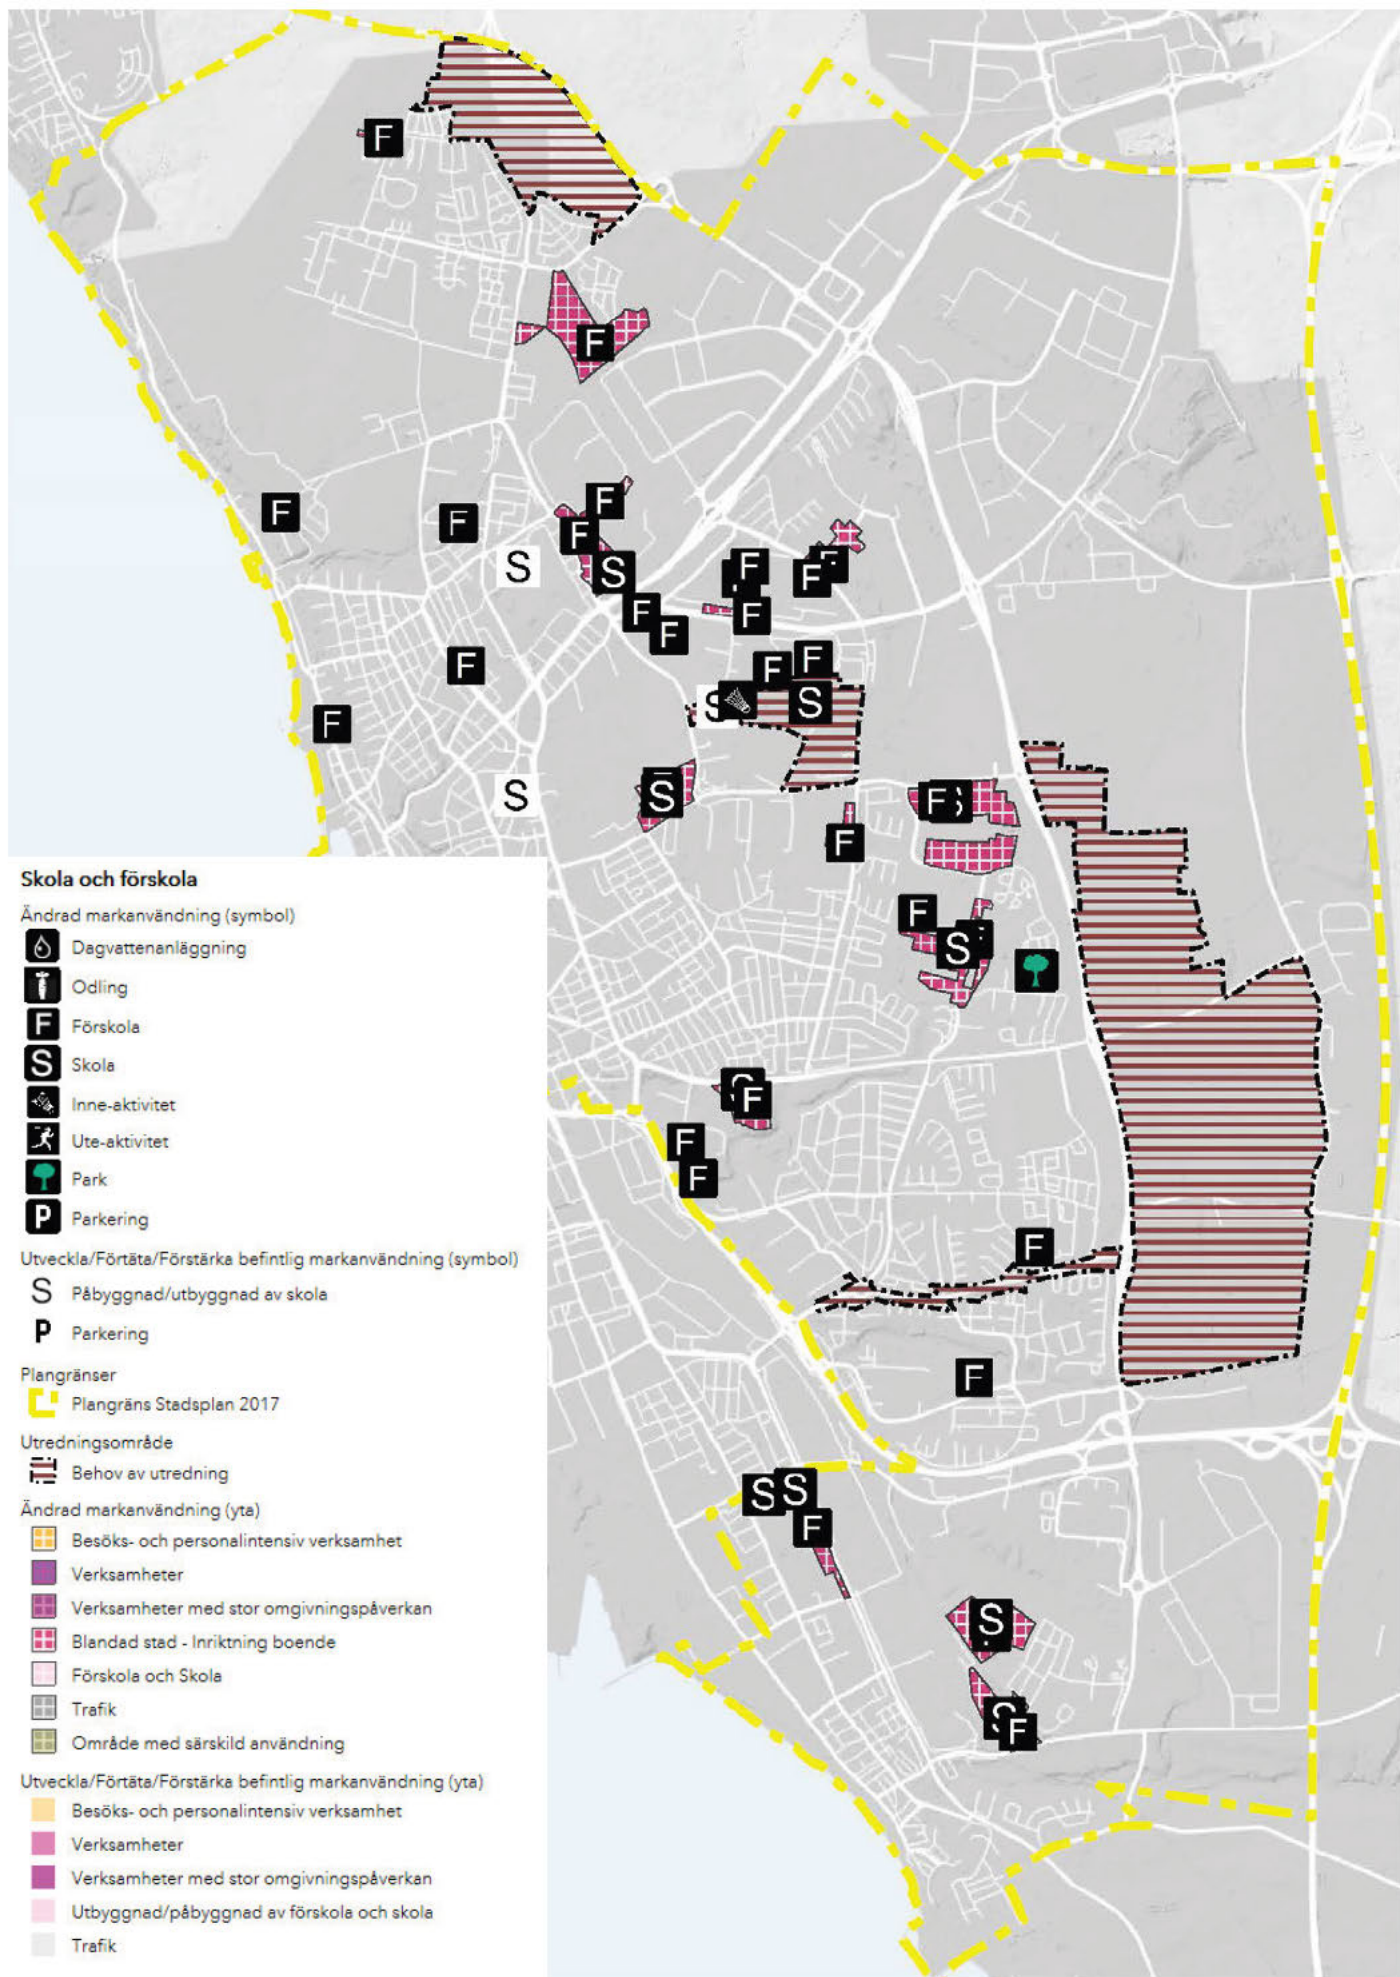 F
F
F
F
F
F
S
S
F
F
F
F
F
F
F
F
F
F
F
S
S
F
S
S
F
S
F
F
S
F
F
F
F
F
S
S
F
S
F
Skola och förskola
Ändrad markanvändning (symbol)
Dagvattenanläggning
Odling
F Förskola
S Skola
Inne-aktivitet
Ute-aktivitet
Park
P Parkering
Utveckla/Förtäta/Förstärka befintlig markanvändning (symbol)
S Påbyggnad/utbyggnad av skola
P Parkering
Plangränser
Plangräns Stadsplan 2017
Utredningsområde
Behov av utredning
Ändrad markanvändning (yta)
Besöks- och personalintensiv verksamhet
Verksamheter
Verksamheter med stor omgivningspåverkan
Blandad stad - Inriktning boende
Förskola och Skola
Trafik
Område med särskild användning
Utveckla/Förtäta/Förstärka befintlig markanvändning (yta)
Besöks- och personalintensiv verksamhet
Verksamheter
Verksamheter med stor omgivningspåverkan
Utbyggnad/påbyggnad av förskola och skola
Trafik